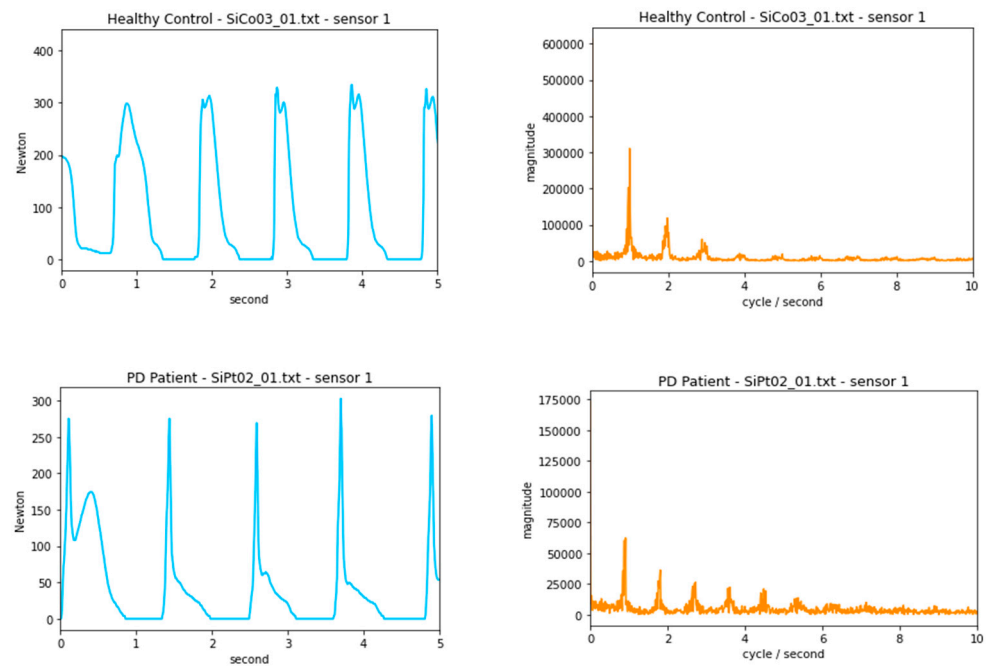 Healthy Control - SiCo03_01.txt - sensor 1
400
300
200
100
0
Newton
0 1 2 3 4 5
second
Healthy Control - SiCo03_01.txt - sensor 1
600000
500000
400000
300000
200000
100000
0
magnitude
0 2 4 6 8 10
cycle / second
PD Patient - SiPt02_01.txt - sensor 1
300
250
200
150
100
50
0
Newton
0 1 2 3 4 5
second
PD Patient - SiPt02_01.txt - sensor 1
175000
150000
125000
100000
75000
50000
25000
0
magnitude
0 2 4 6 8 10
cycle / second